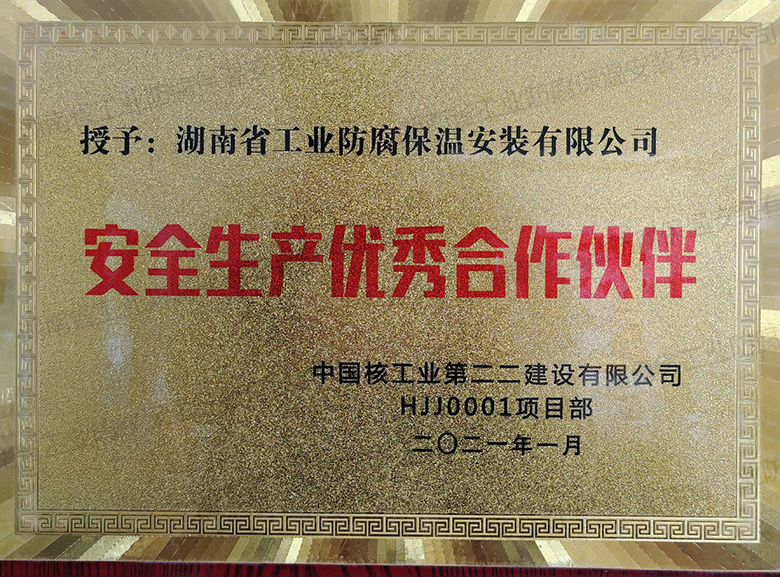 授予：湖南省工业防腐保温安装有限公司
安全生产优秀合作伙伴
中国核工业第二二建设有限公司
HJJ0001项目部
二〇二一年一月